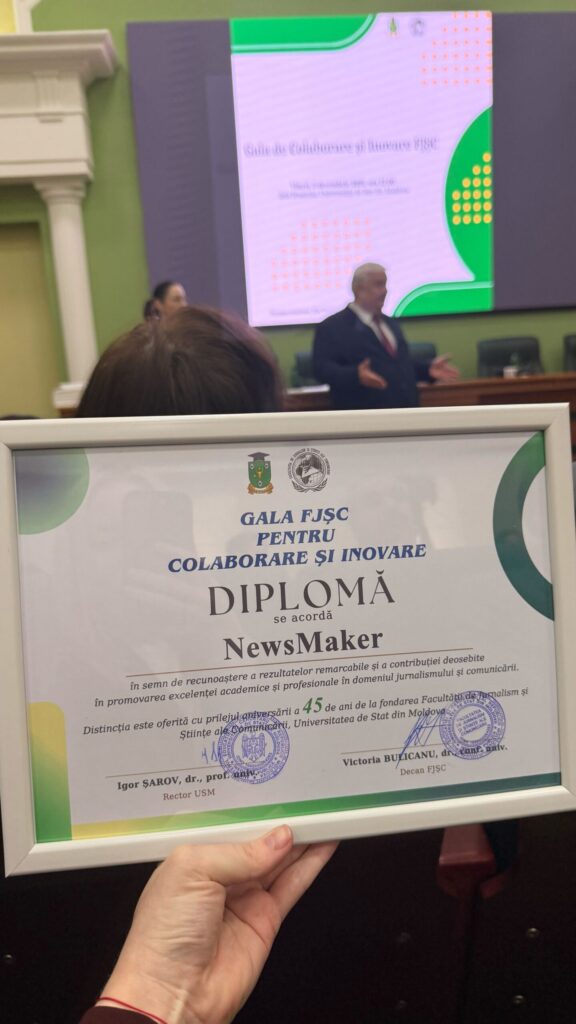 Gala de Colaborare și Inovare FJSC
GALA FJȘC
PENTRU
COLABORARE ȘI INOVARE
DIPLOMĂ
se acordă
NewsMaker
în semn de recunoaștere a rezultatelor remarcabile și a contribuției deosebite
în promovarea excelenței academice și profesionale în domeniul jurnalismului și comunicării.
Distincția este oferită cu prilejul aniversării a 45 de ani de la fondarea Facultății de Jurnalism și
Științe ale Comunicării, Universitatea de Stat din Moldova
Igor ȘAROV, dr., prof. univ.
Rector USM
Victoria BULICANU, dr., conf. univ.
Decan FJSC